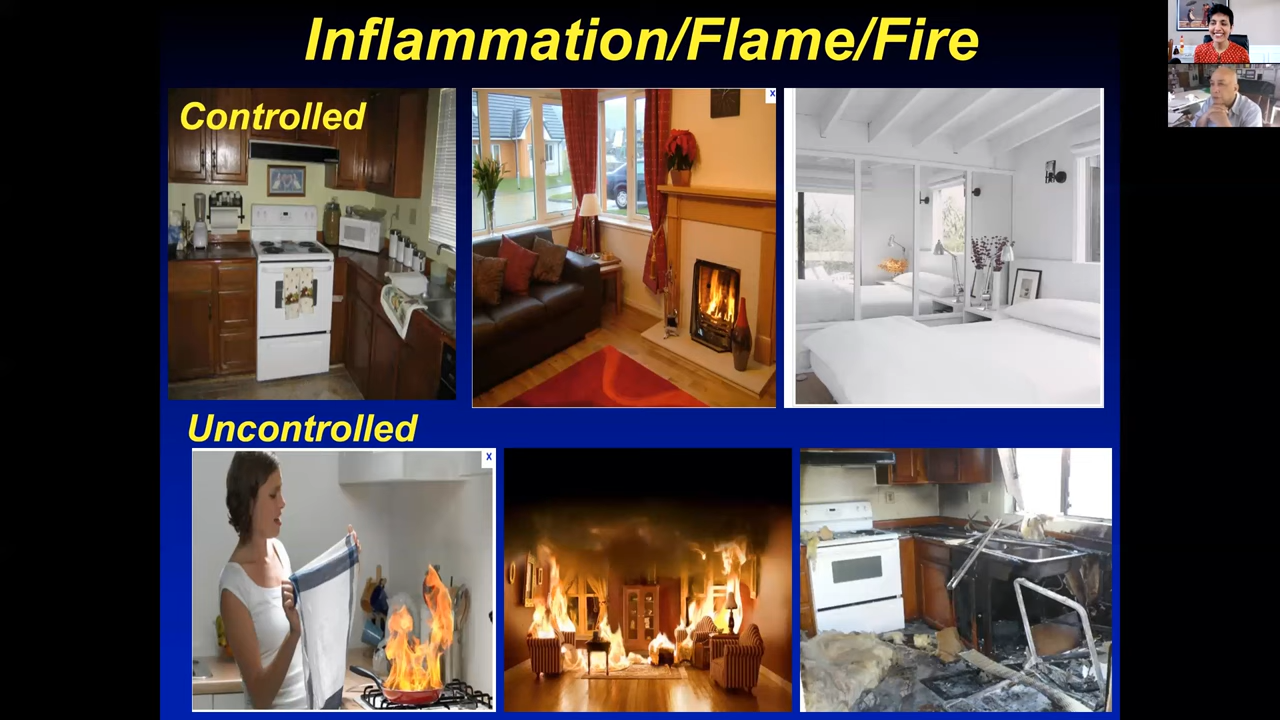 Inflammation/Flame/Fire
Controlled
x
Uncontrolled
x